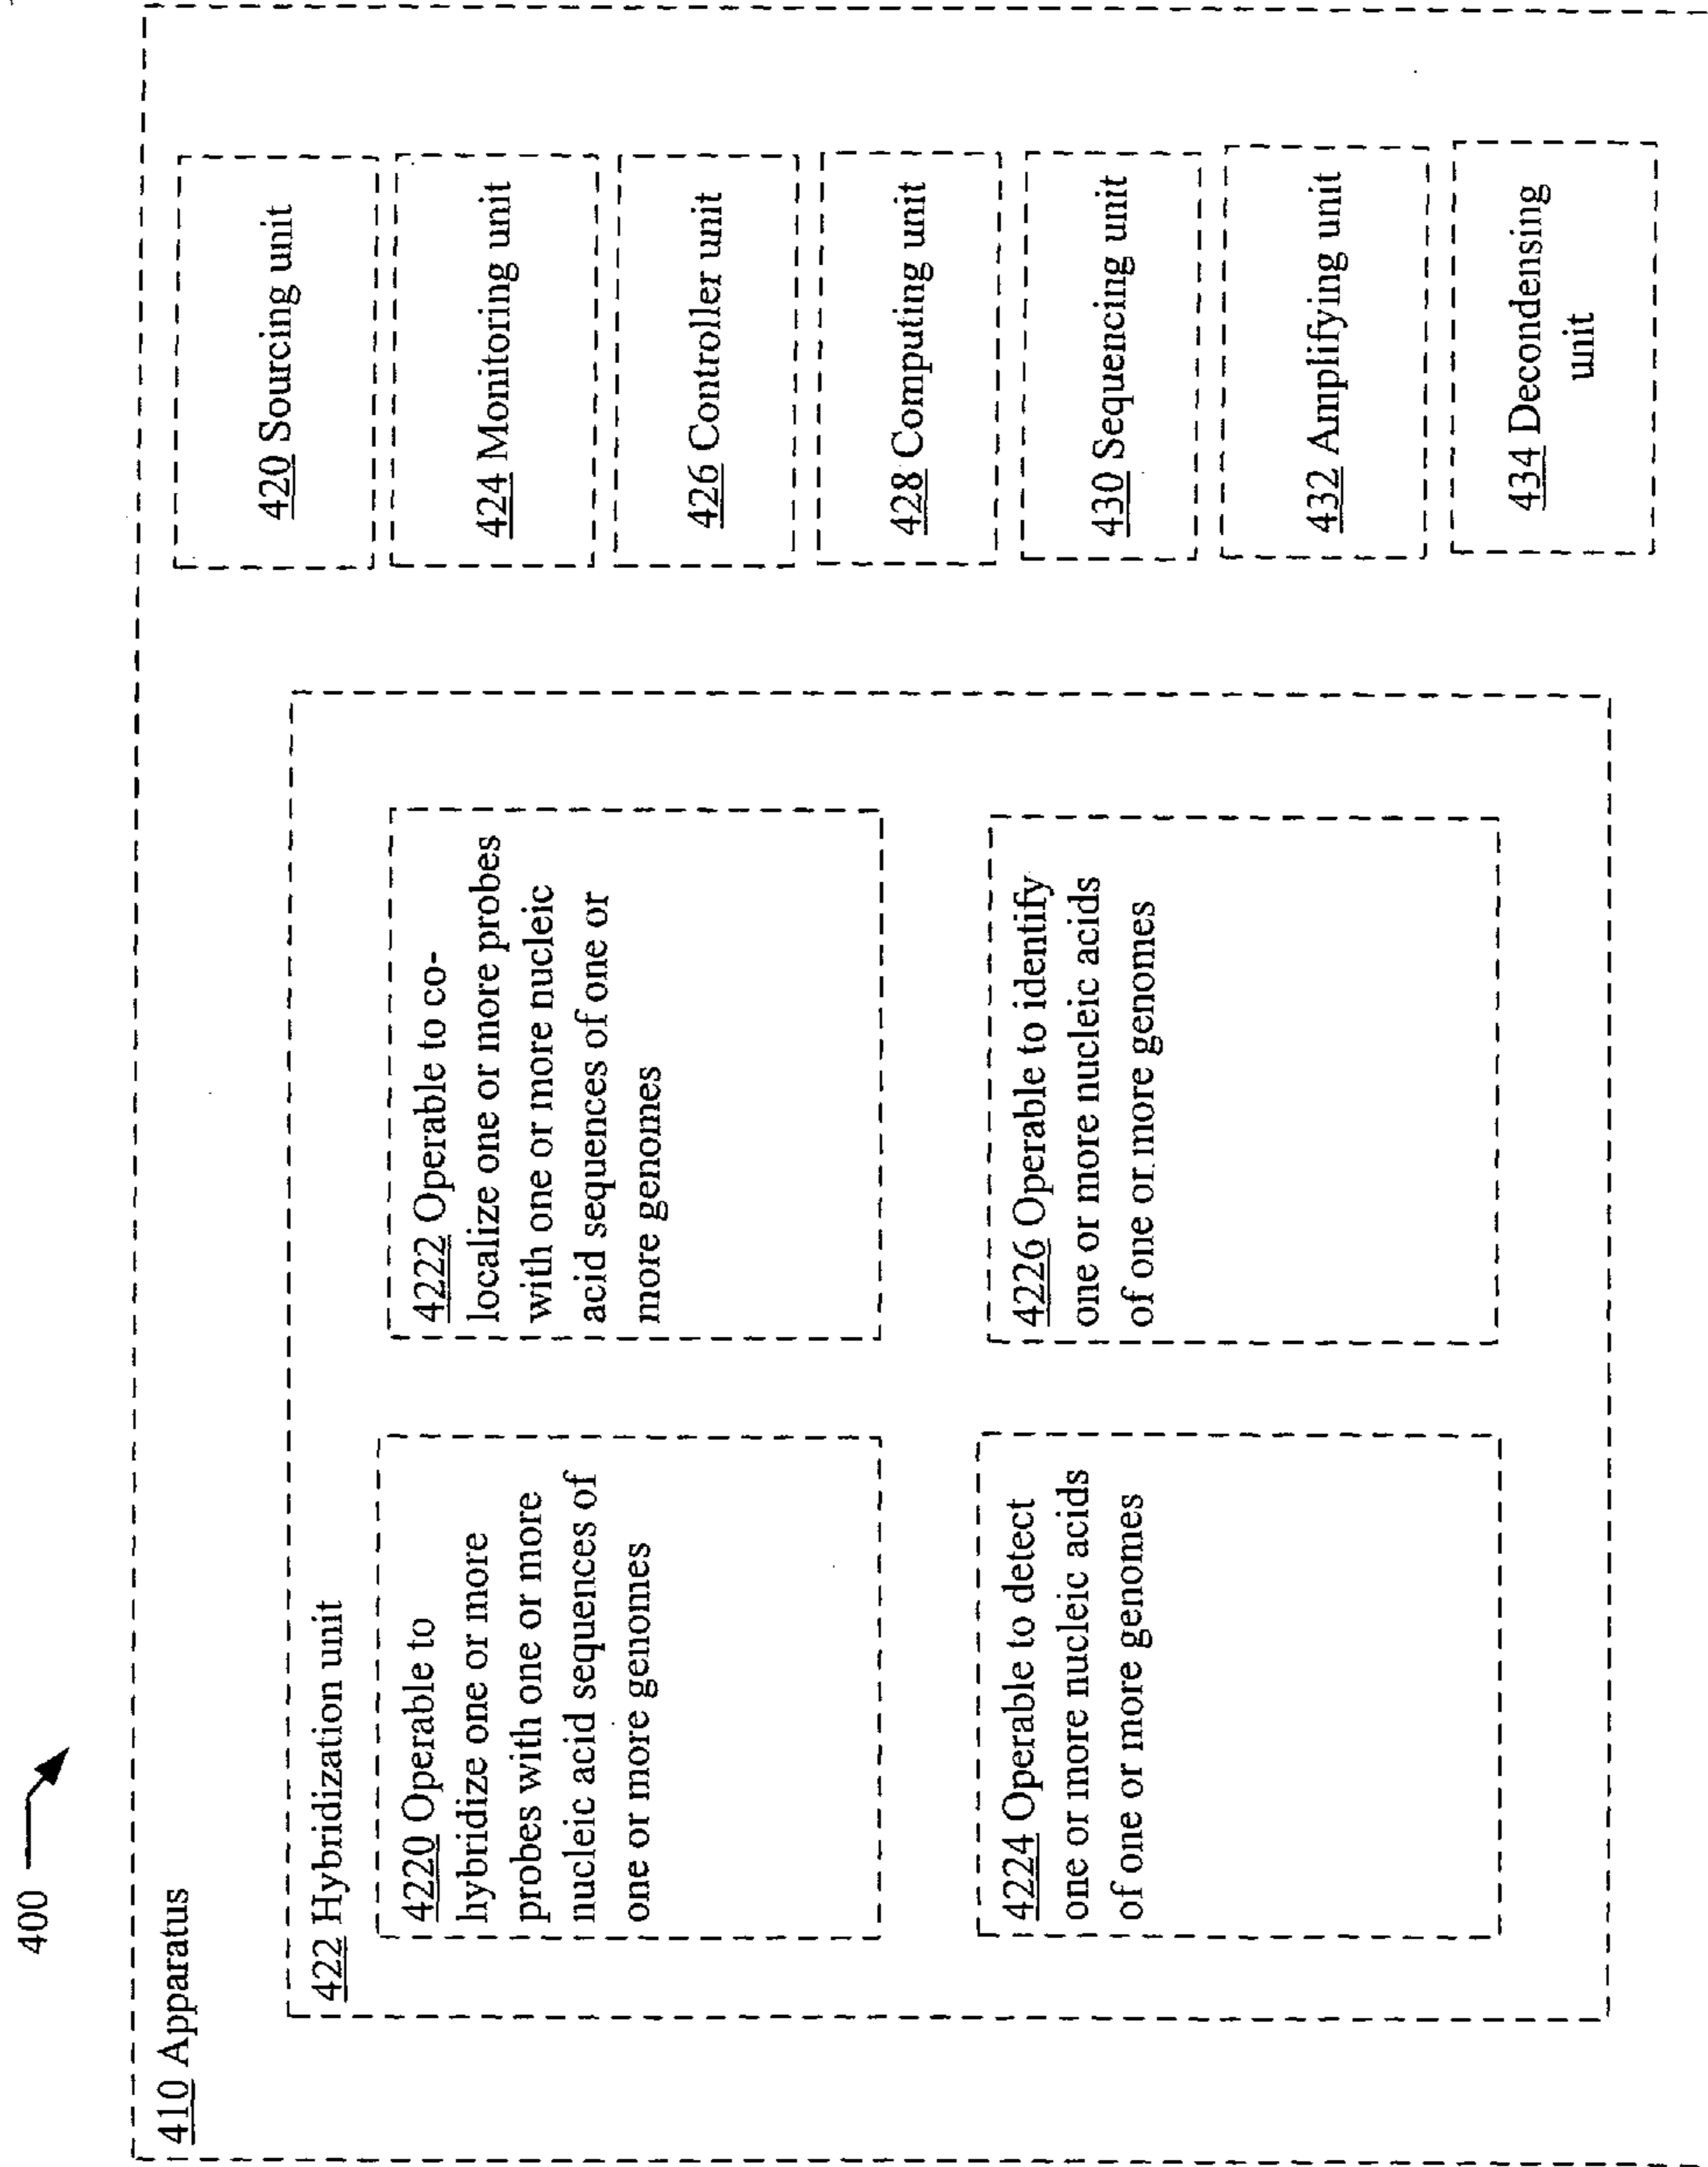 400
410 Apparatus
422 Hybridization unit
4220 Operable to
hybridize one or more
probes with one or more
nucleic acid sequences of
one or more genomes
4222 Operable to co-
localize one or more probes
with one or more nucleic
acid sequences of one or
more genomes
4224 Operable to detect
one or more nucleic acids
of one or more genomes
4226 Operable to identify
one or more nucleic acids
of one or more genomes
420 Sourcing unit
424 Monitoring unit
426 Controller unit
428 Computing unit
430 Sequencing unit
432 Amplifying unit
434 Decondensing
unit